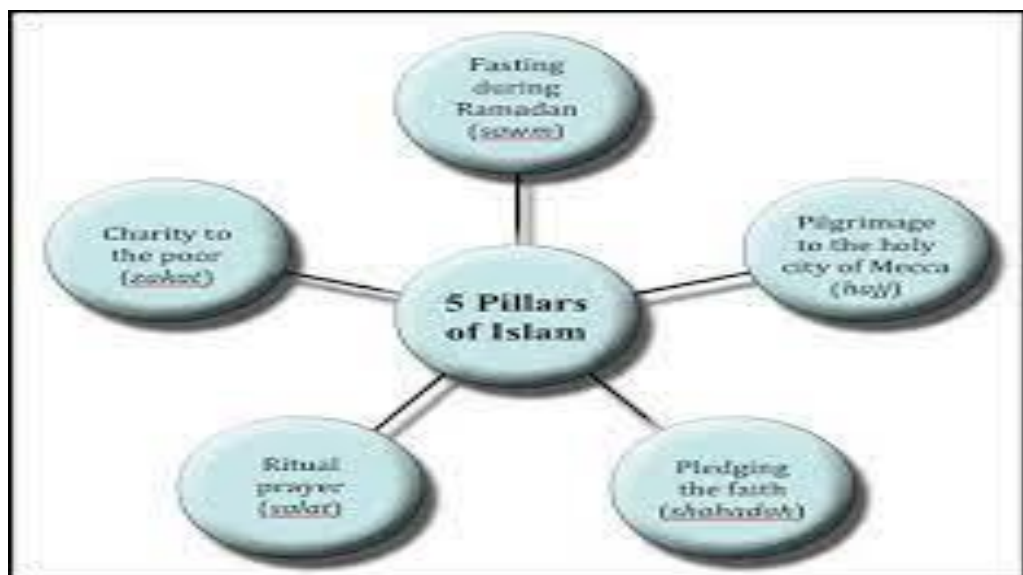 Fasting
during
Ramadan
(sawm)
Charity to
the poor
(zakat)
Pilgrimage
to the holy
city of Mecca
(hajj)
5 Pillars
of Islam
Ritual
prayer
(salat)
Pledging
the faith
(shahadah)